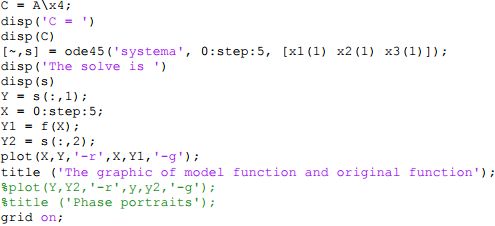 C = A\x4;
disp('C = ')
disp(C)
[~,s] = ode45('systema', 0:step:5, [x1(1) x2(1) x3(1)]);
disp('The solve is ')
disp(s)
Y = s(:,1);
X = 0:step:5;
Y1 = f(X);
Y2 = s(:,2);
plot(X,Y,'-r',X,Y1,'-g');
title ('The graphic of model function and original function');
%plot(Y,Y2,'-r',y,y2,'-g');
%title ('Phase portraits');
grid on;